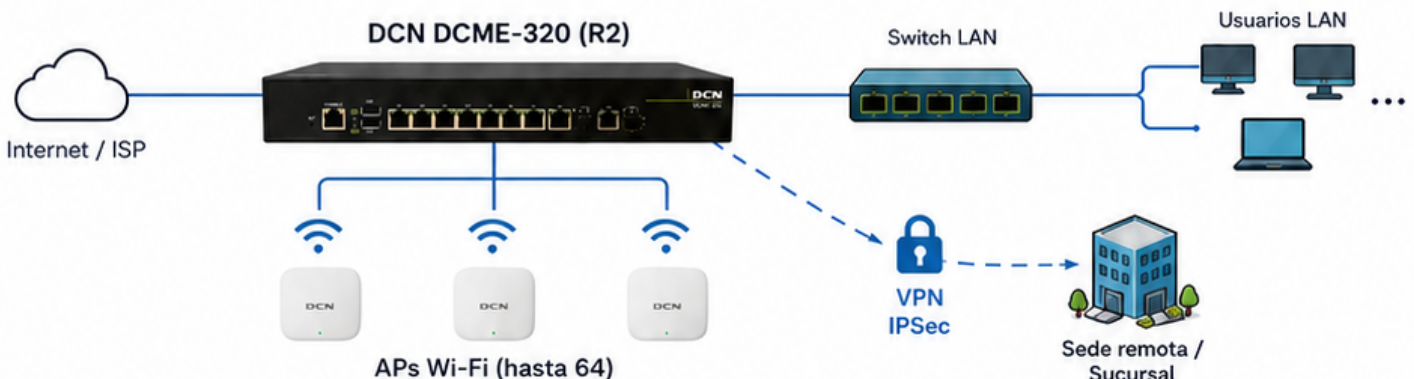 DCN DCME-320 (R2)
Switch LAN
Usuarios LAN
DCN
Internet / ISP
...
DCN
DCN
DCN
VPN
IPSec
APs Wi-Fi (hasta 64)
Sede remota /
Sucursal